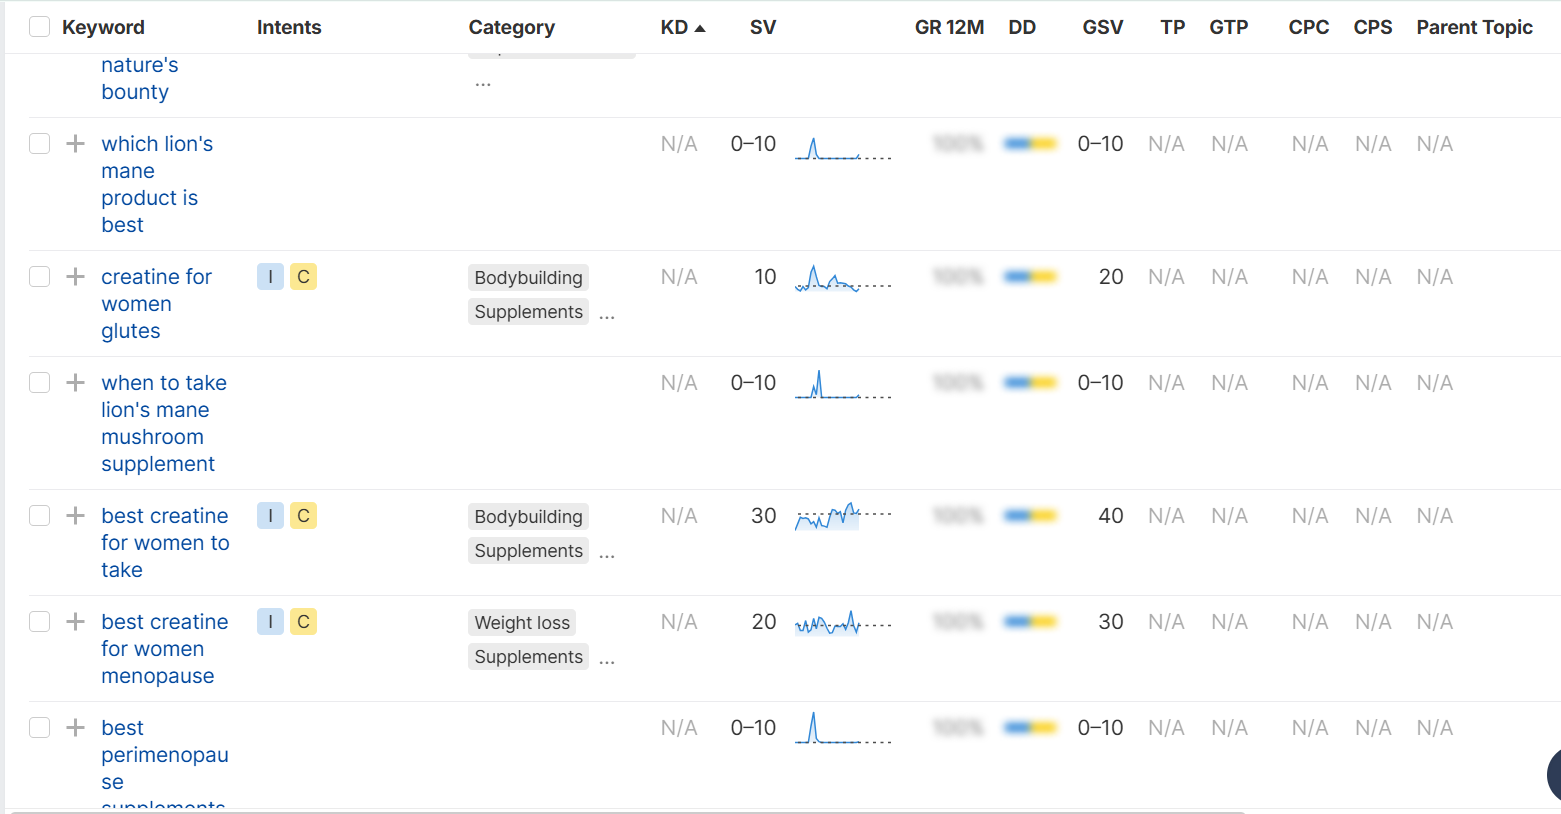 Keyword Intents Category KD SV GR 12M DD GSV TP GTP CPC CPS Parent Topic
nature's
bounty
...
which lion's
mane
product is
best
N/A 0–10 0–10 N/A N/A N/A N/A N/A
creatine for
women
glutes
I C
Bodybuilding
Supplements ...
N/A 10 20 N/A N/A N/A N/A N/A
when to take
lion's mane
mushroom
supplement
N/A 0–10 0–10 N/A N/A N/A N/A N/A
best creatine
for women to
take
I C
Bodybuilding
Supplements ...
N/A 30 40 N/A N/A N/A N/A N/A
best creatine
for women
menopause
I C
Weight loss
Supplements ...
N/A 20 30 N/A N/A N/A N/A N/A
best
perimenopau
se
supplements
N/A 0–10 0–10 N/A N/A N/A N/A N/A